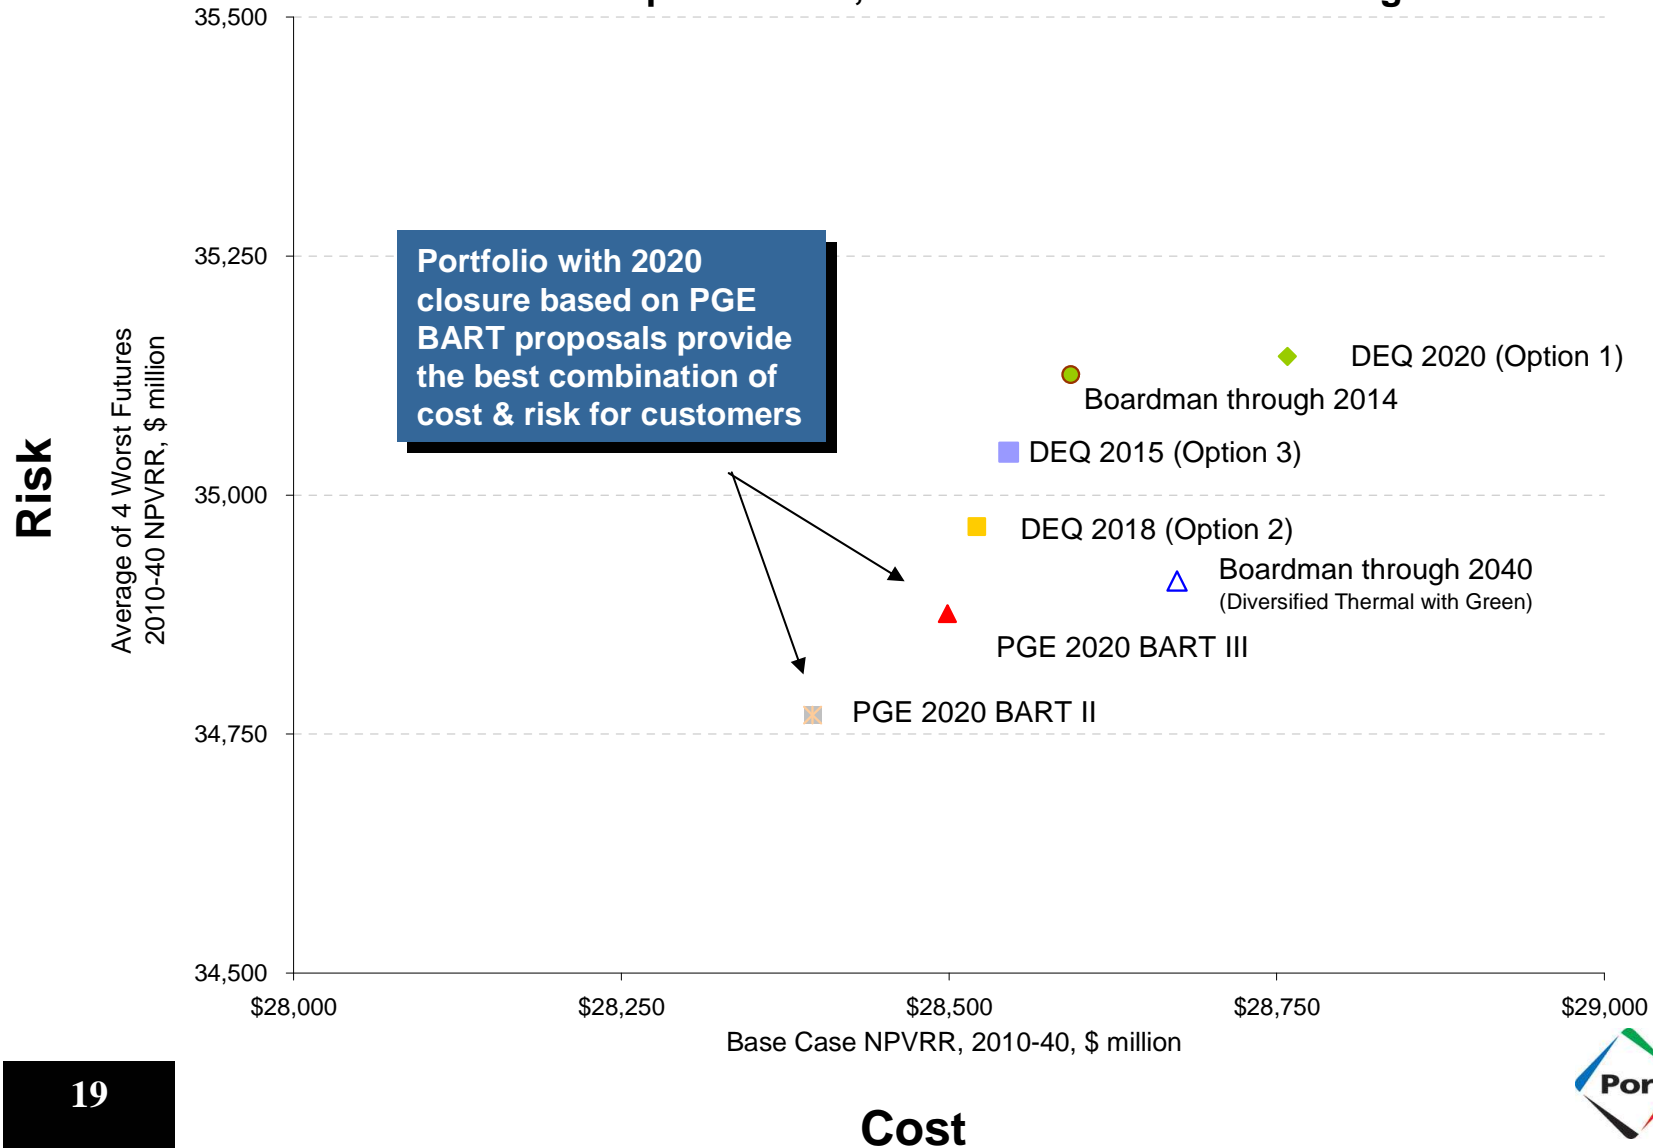 35,500
35,250
Portfolio with 2020
closure based on PGE
BART proposals provide
the best combination of
cost & risk for customers
DEQ 2020 (Option 1)
Boardman through 2014
DEQ 2015 (Option 3)
Risk
Average of 4 Worst Futures
2010-40 NPVRR, $ million
35,000
DEQ 2018 (Option 2)
Boardman through 2040
(Diversified Thermal with Green)
PGE 2020 BART III
PGE 2020 BART II
34,750
34,500
$28,000
$28,250
$28,500
$28,750
$29,000
Base Case NPVRR, 2010-40, $ million
19
Cost
Por